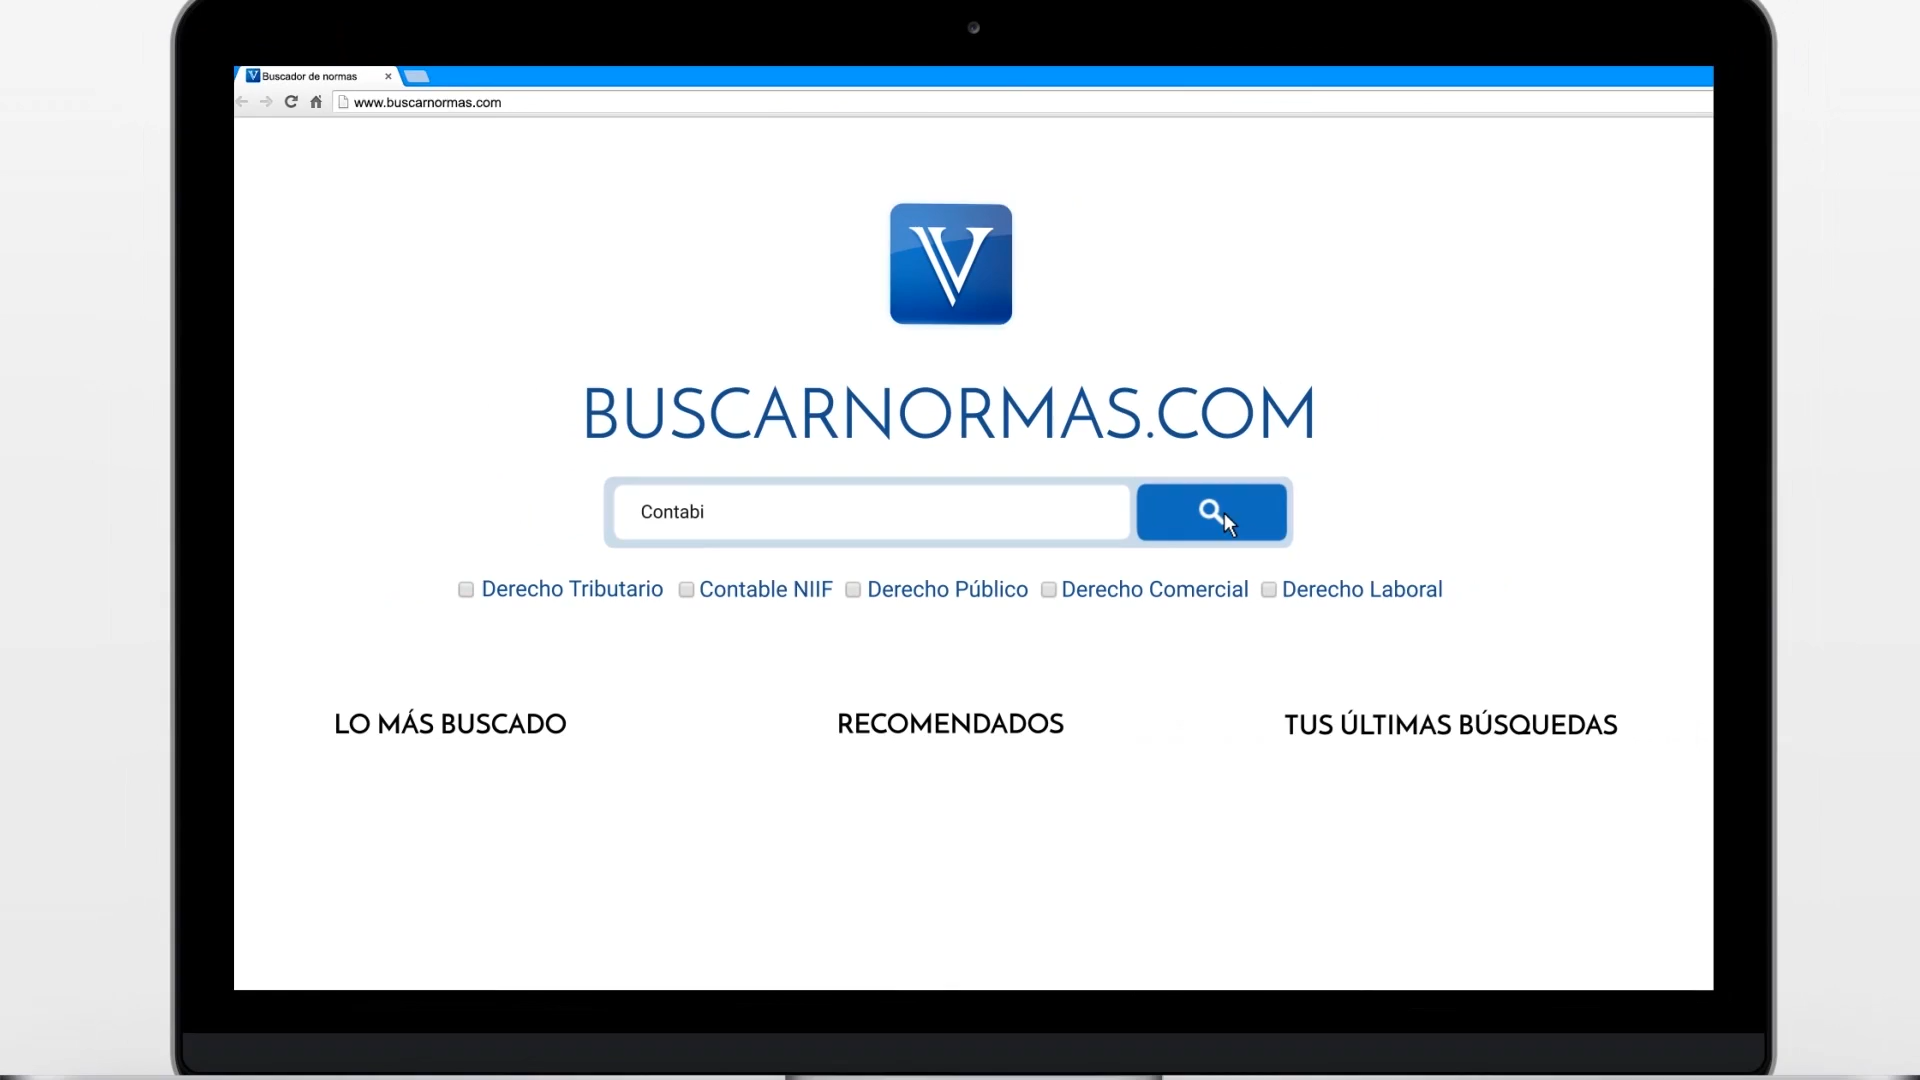 Buscador de normas
www.buscarnormas.com
V
BUSCARNORMAS.COM
Contabi
Derecho Tributario Contable NIIF Derecho Público Derecho Comercial Derecho Laboral
LO MÁS BUSCADO RECOMENDADOS TUS ÚLTIMAS BÚSQUEDAS